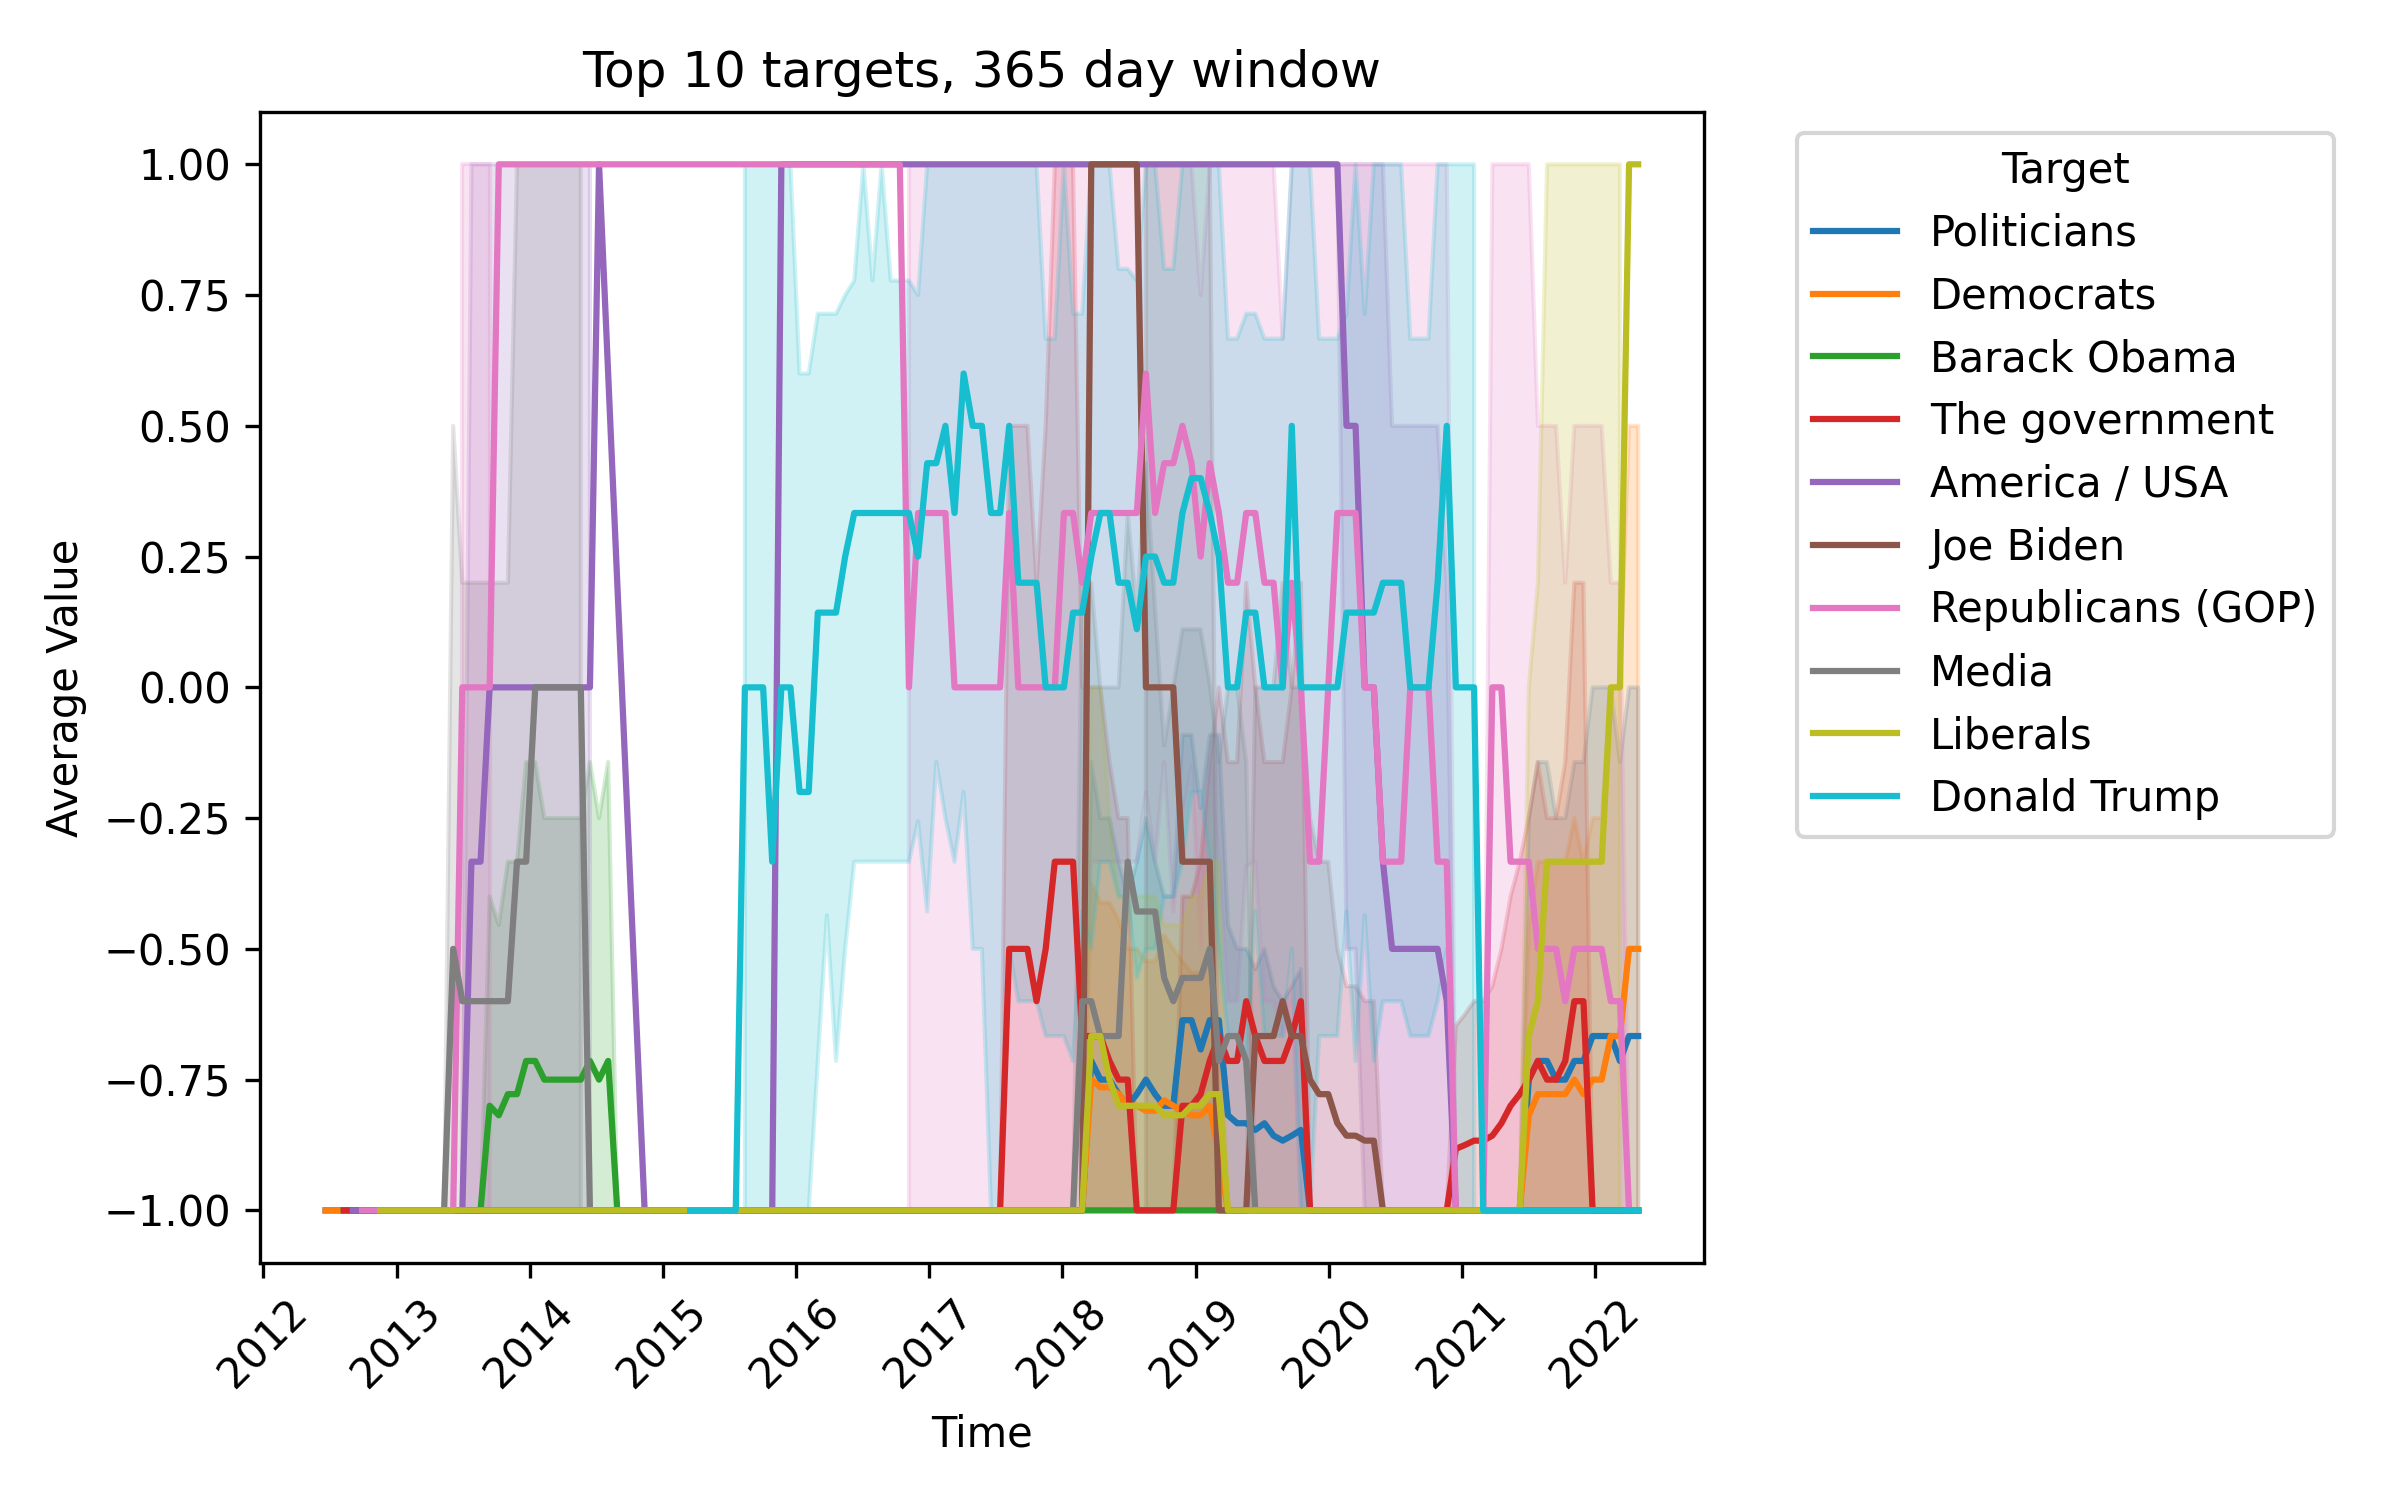 Top 10 targets, 365 day window
Average Value
1.00
0.75
0.50
0.25
0.00
−0.25
−0.50
−0.75
−1.00
2012
2013
2014
2015
2016
2017
2018
2019
2020
2021
2022
Time
Target
Politicians
Democrats
Barack Obama
The government
America / USA
Joe Biden
Republicans (GOP)
Media
Liberals
Donald Trump